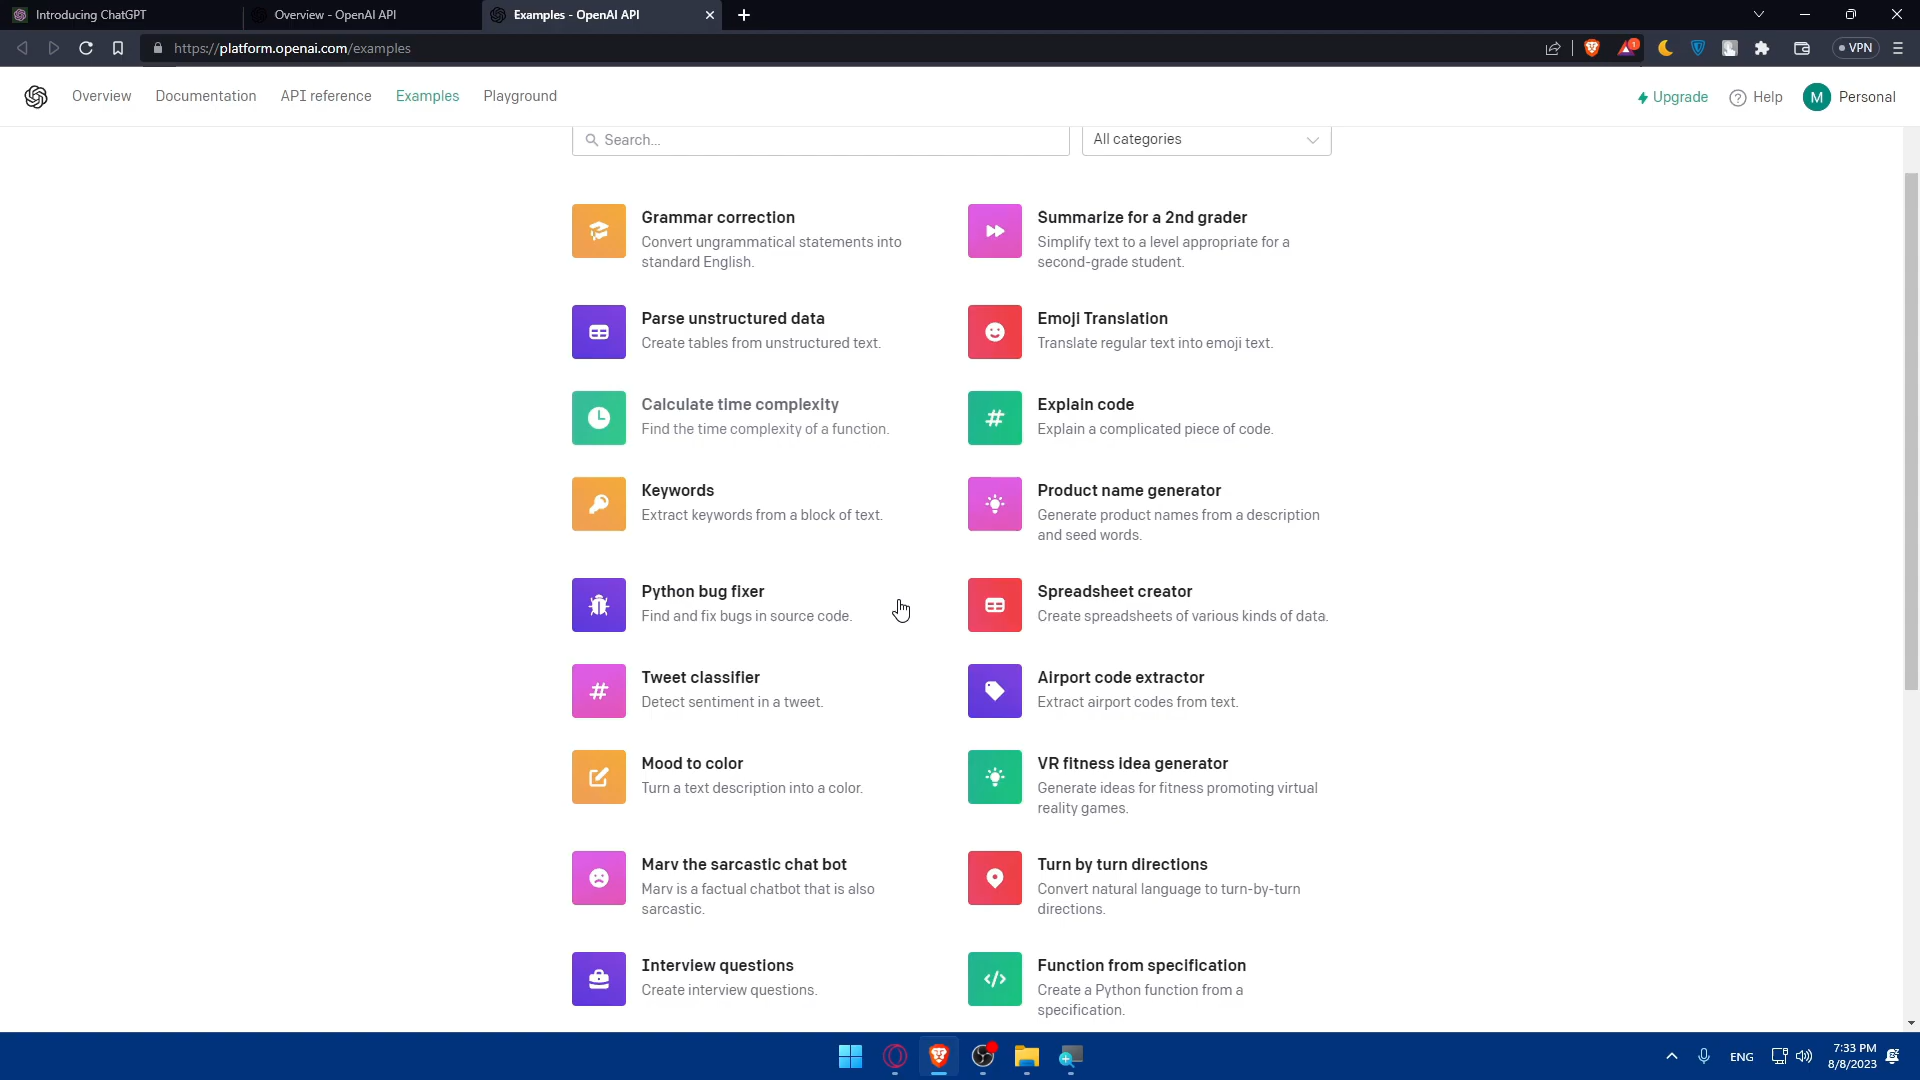 Introducing ChatGPT
Overview - OpenAI API
Examples - OpenAI API
https://platform.openai.com/examples
1
VPN
Overview
Documentation
API reference
Examples
Playground
Upgrade
? Help
M Personal
Search...
All categories
Grammar correction
Convert ungrammatical statements into
standard English.
Summarize for a 2nd grader
Simplify text to a level appropriate for a
second-grade student.
Parse unstructured data
Create tables from unstructured text.
Emoji Translation
Translate regular text into emoji text.
Calculate time complexity
Find the time complexity of a function.
#
Explain code
Explain a complicated piece of code.
Keywords
Extract keywords from a block of text.
Product name generator
Generate product names from a description
and seed words.
Python bug fixer
Find and fix bugs in source code.
Spreadsheet creator
Create spreadsheets of various kinds of data.
#
Tweet classifier
Detect sentiment in a tweet.
Airport code extractor
Extract airport codes from text.
Mood to color
Turn a text description into a color.
VR fitness idea generator
Generate ideas for fitness promoting virtual
reality games.
Marv the sarcastic chat bot
Marv is a factual chatbot that is also
sarcastic.
Turn by turn directions
Convert natural language to turn-by-turn
directions.
Interview questions
Create interview questions.
</>
Function from specification
Create a Python function from a
specification.
ENG
7:33 PM
8/8/2023